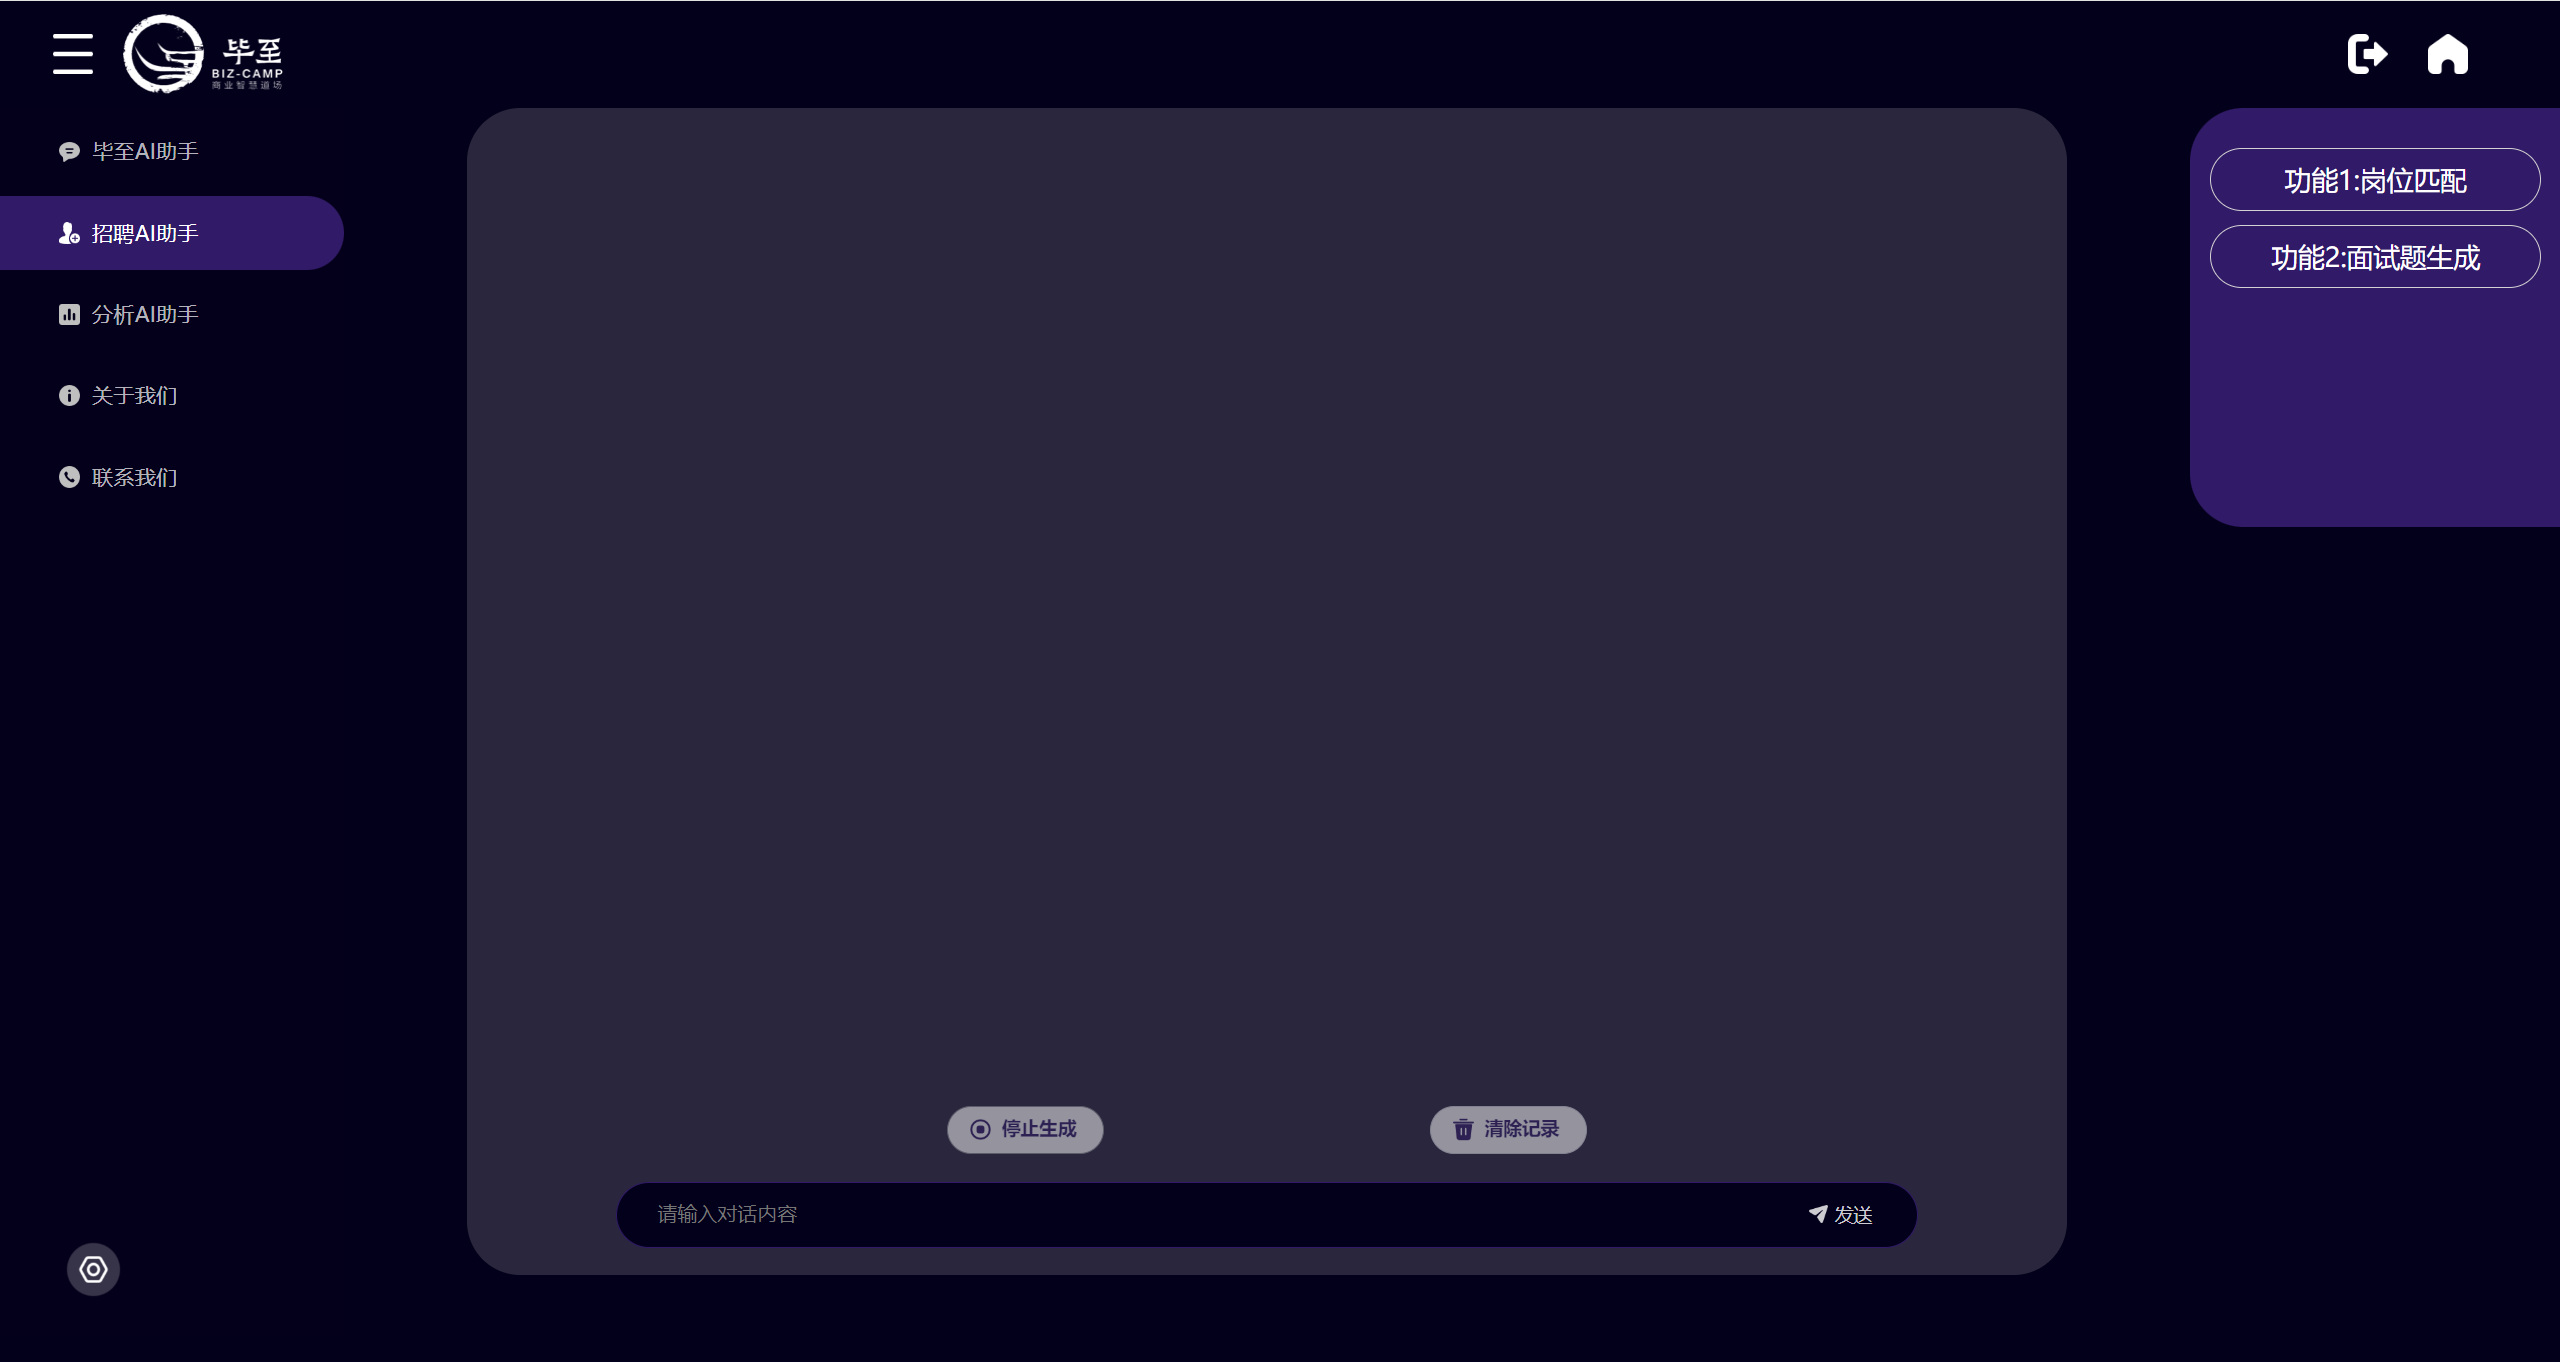 毕至
BIZ-CAMP
商业智慧道场
毕至AI助手
招聘AI助手
分析AI助手
关于我们
联系我们
功能1:岗位匹配
功能2:面试题生成
停止生成
清除记录
请输入对话内容
发送